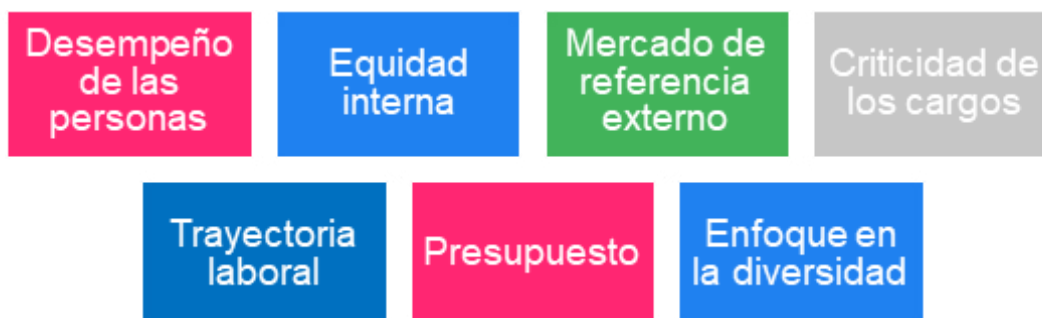 Desempeño
de las
personas
Equidad
interna
Mercado de
referencia
externo
Criticidad de
los cargos
Trayectoria
laboral
Presupuesto
Enfoque en
la diversidad